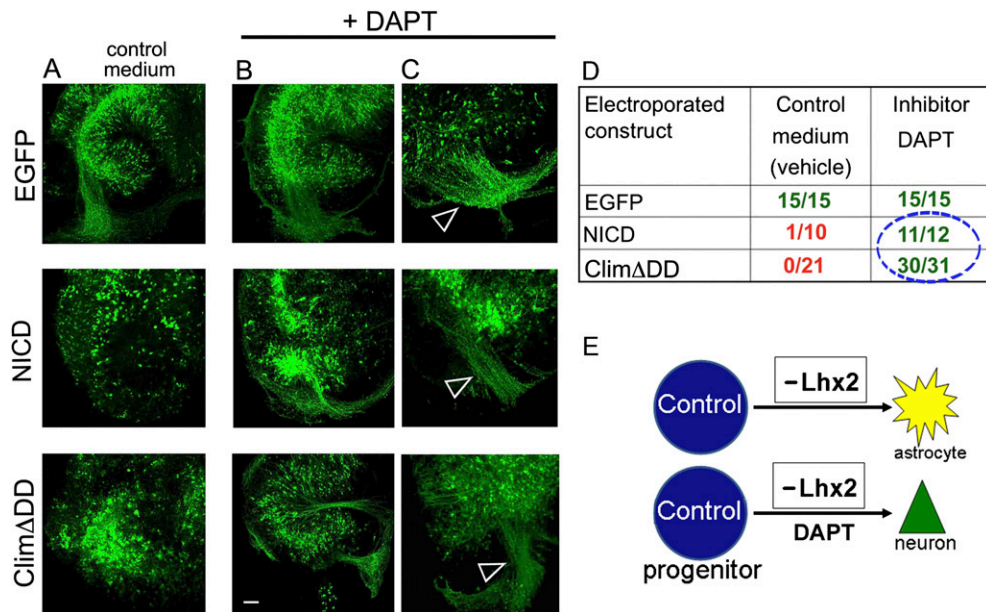 + DAPT
A
control
medium
B
C
EGFP
NICD
ClimΔDD
D
Electroporated
construct
Control
medium
(vehicle)
Inhibitor
DAPT
EGFP
15/15
15/15
NICD
1/10
11/12
ClimΔDD
0/21
30/31
E
Control
–Lhx2
astrocyte
Control
–Lhx2
DAPT
progenitor
neuron